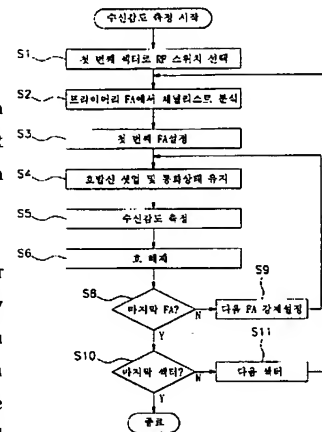 수신감도 측정 시작
S1
첫 번째 섹터로 RF 스위치 선택
S2
프라이머리 FA에서 채널리스트 분석
S3
첫 번째 FA설정
S4
호발신 셋업 및 통화상태 유지
S5
수신감도 측정
S6
호 해제
S8
마지막 FA?
N
S9
다음 FA 강제설정
Y
S10
마지막 섹터?
N
S11
다음 섹터
Y
종료